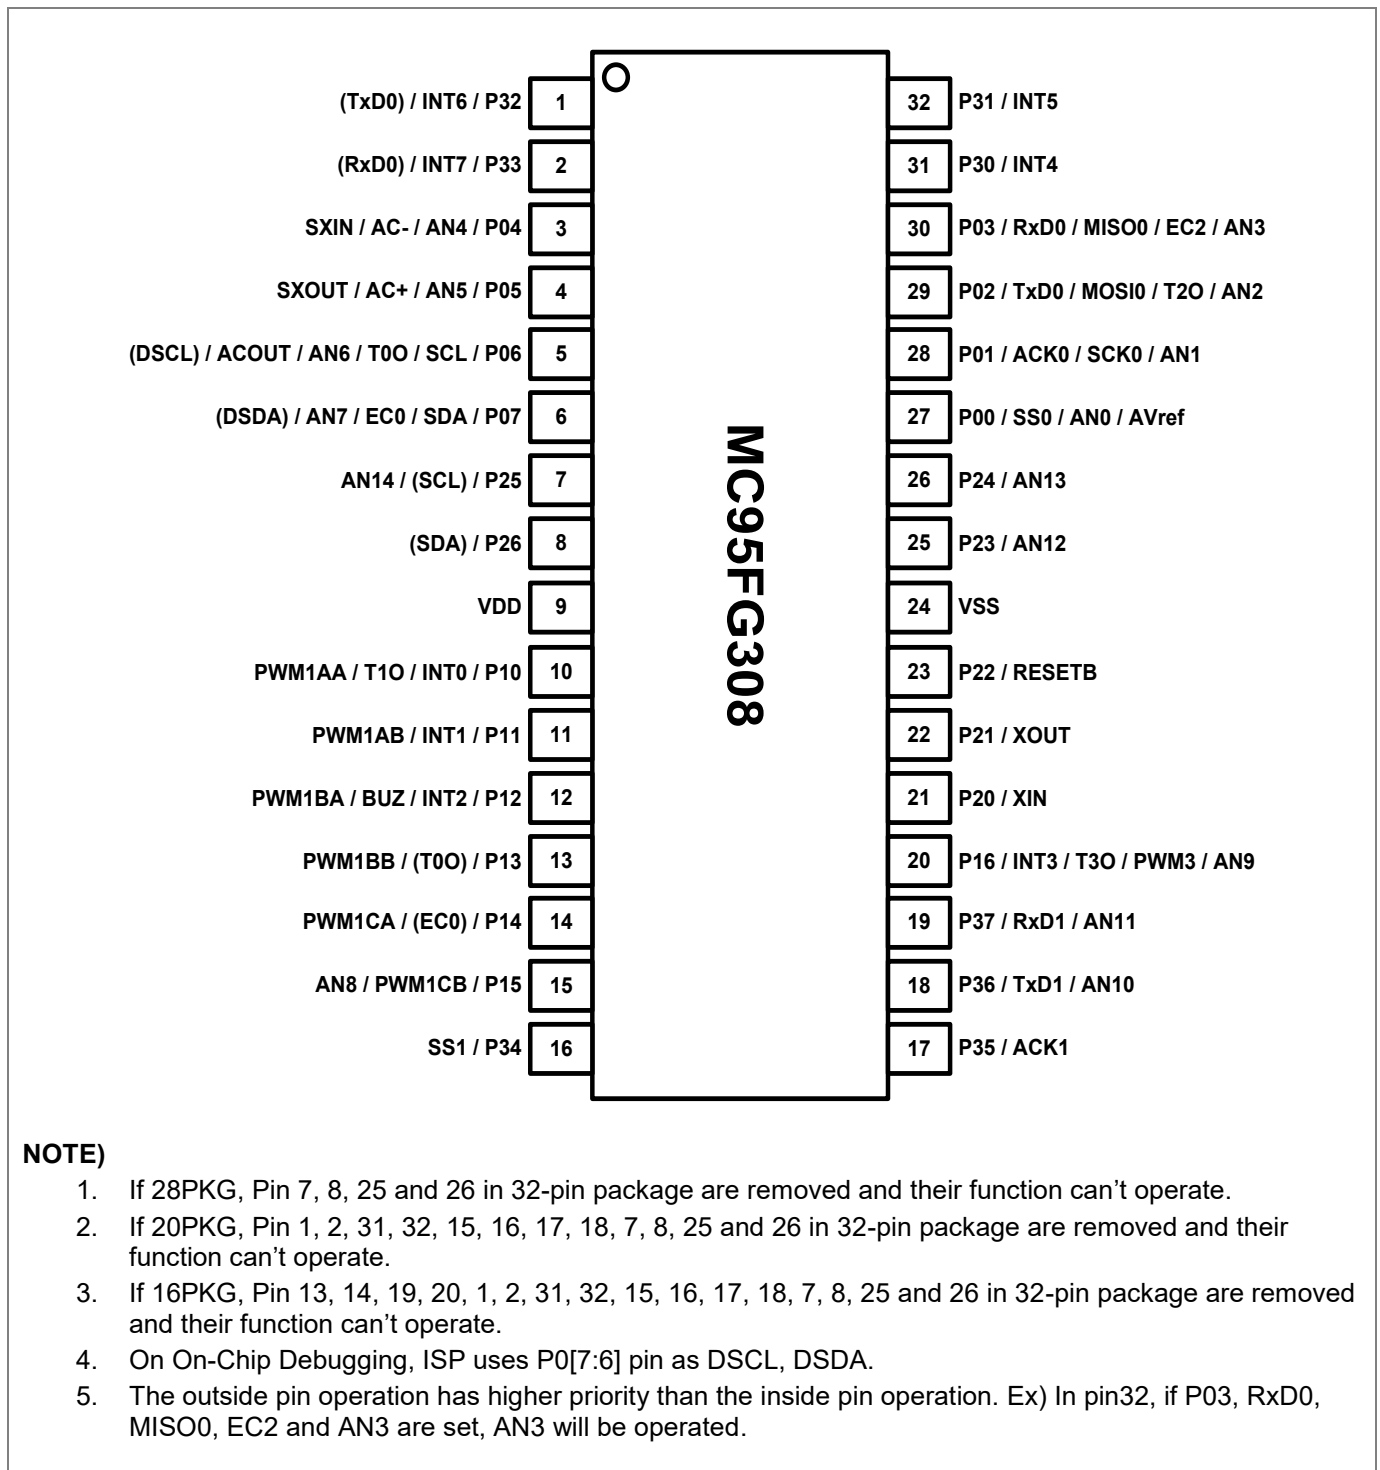 (TxD0) / INT6 / P32 1 32 P31 / INT5
(RxD0) / INT7 / P33 2 31 P30 / INT4
SXIN / AC- / AN4 / P04 3 30 P03 / RxD0 / MISO0 / EC2 / AN3
SXOUT / AC+ / AN5 / P05 4 29 P02 / TxD0 / MOSI0 / T2O / AN2
(DSCL) / ACOUT / AN6 / T0O / SCL / P06 5 28 P01 / ACK0 / SCK0 / AN1
(DSDA) / AN7 / EC0 / SDA / P07 6 27 P00 / SS0 / AN0 / AVref
AN14 / (SCL) / P25 7 26 P24 / AN13
(SDA) / P26 8 25 P23 / AN12
VDD 9 24 VSS
PWM1AA / T1O / INT0 / P10 10 23 P22 / RESETB
PWM1AB / INT1 / P11 11 22 P21 / XOUT
PWM1BA / BUZ / INT2 / P12 12 21 P20 / XIN
PWM1BB / (T0O) / P13 13 20 P16 / INT3 / T3O / PWM3 / AN9
PWM1CA / (EC0) / P14 14 19 P37 / RxD1 / AN11
AN8 / PWM1CB / P15 15 18 P36 / TxD1 / AN10
SS1 / P34 16 17 P35 / ACK1
MC95FG308
NOTE)
1. If 28PKG, Pin 7, 8, 25 and 26 in 32-pin package are removed and their function can’t operate.
2. If 20PKG, Pin 1, 2, 31, 32, 15, 16, 17, 18, 7, 8, 25 and 26 in 32-pin package are removed and their
function can’t operate.
3. If 16PKG, Pin 13, 14, 19, 20, 1, 2, 31, 32, 15, 16, 17, 18, 7, 8, 25 and 26 in 32-pin package are removed
and their function can’t operate.
4. On On-Chip Debugging, ISP uses P0[7:6] pin as DSCL, DSDA.
5. The outside pin operation has higher priority than the inside pin operation. Ex) In pin32, if P03, RxD0,
MISO0, EC2 and AN3 are set, AN3 will be operated.